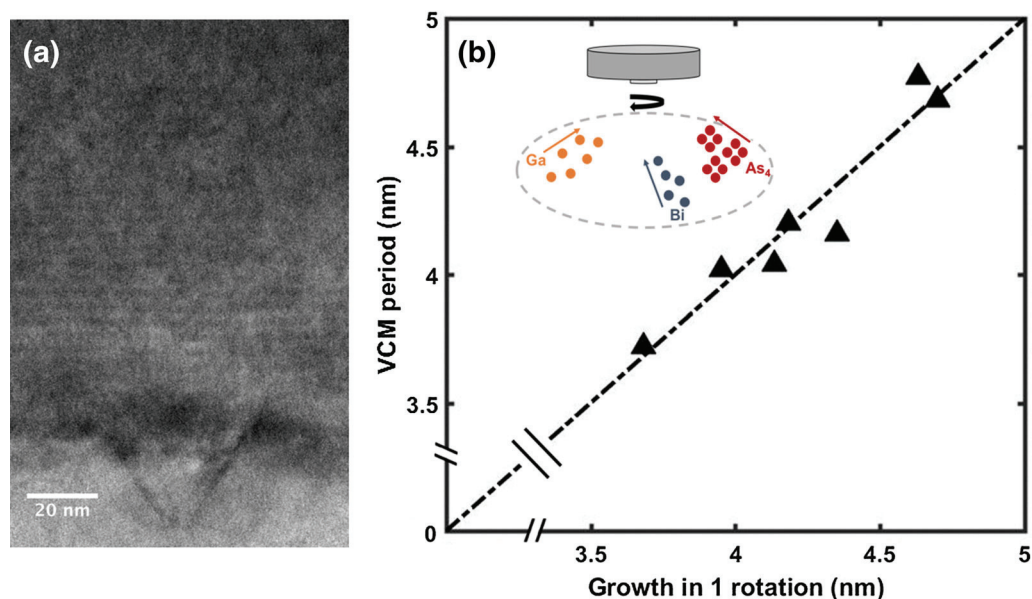 (a)
20 nm
(b)
VCM period (nm)
5
4.5
4
3.5
0
Ga
Bi
As4
3.5
4
4.5
5
Growth in 1 rotation (nm)